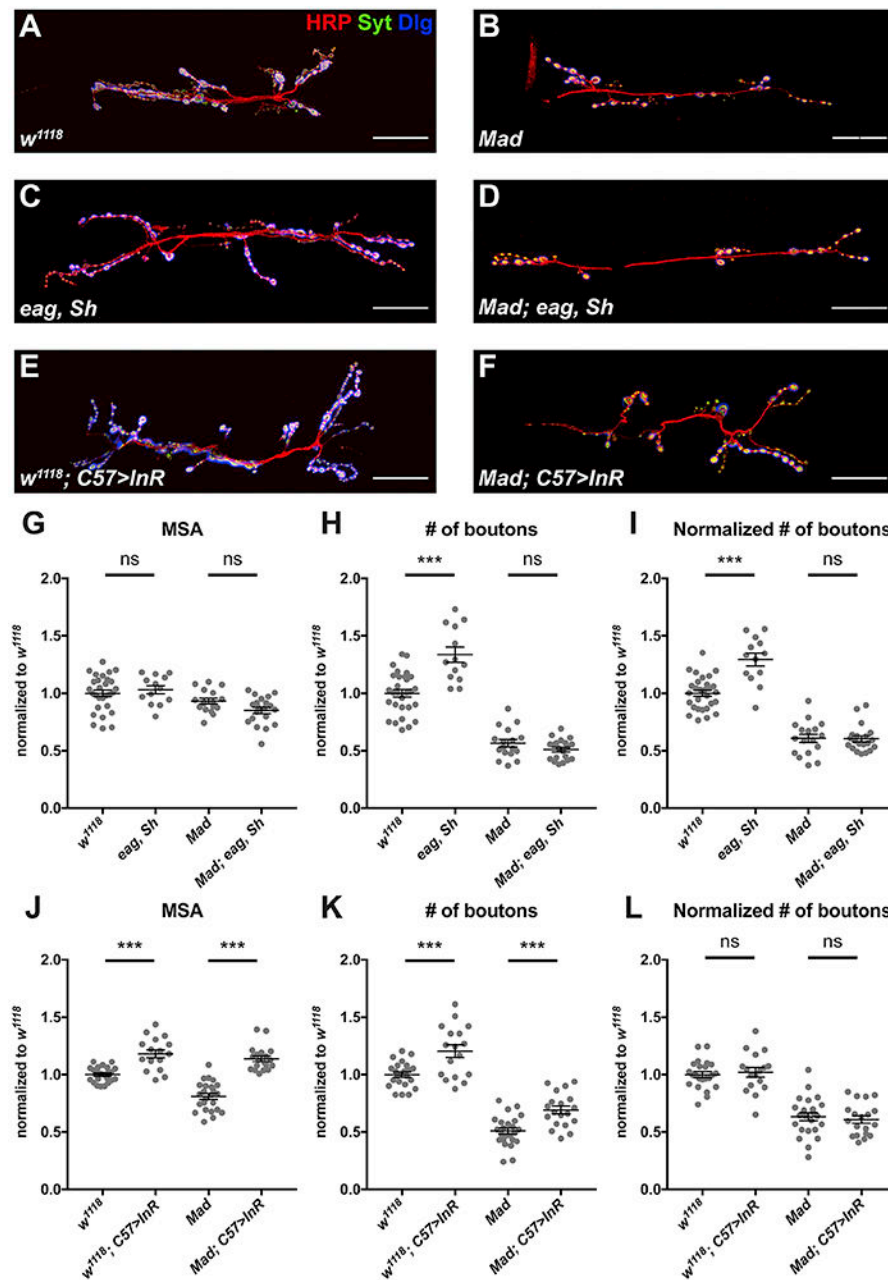 A HRP Syt Dlg
w1118
B
Mad
C
eag, Sh
D
Mad; eag, Sh
E
w1118; C57>InR
F
Mad; C57>InR
G MSA
ns ns
2.0
1.5
1.0
0.5
0.0
normalized to w1118
w1118 eag, Sh Mad Mad; eag, Sh
H # of boutons
*** ns
2.0
1.5
1.0
0.5
0.0
normalized to w1118
w1118 eag, Sh Mad Mad; eag, Sh
I Normalized # of boutons
*** ns
2.0
1.5
1.0
0.5
0.0
normalized to w1118
w1118 eag, Sh Mad Mad; eag, Sh
J MSA
*** ***
2.0
1.5
1.0
0.5
0.0
normalized to w1118
w1118 w1118; C57>InR Mad Mad; C57>InR
K # of boutons
*** ***
2.0
1.5
1.0
0.5
0.0
normalized to w1118
w1118 w1118; C57>InR Mad Mad; C57>InR
L Normalized # of boutons
ns ns
2.0
1.5
1.0
0.5
0.0
normalized to w1118
w1118 w1118; C57>InR Mad Mad; C57>InR